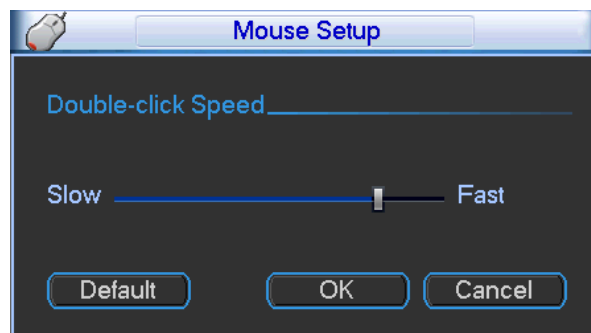 Mouse Setup
Double-click Speed
Slow Fast
Default OK Cancel